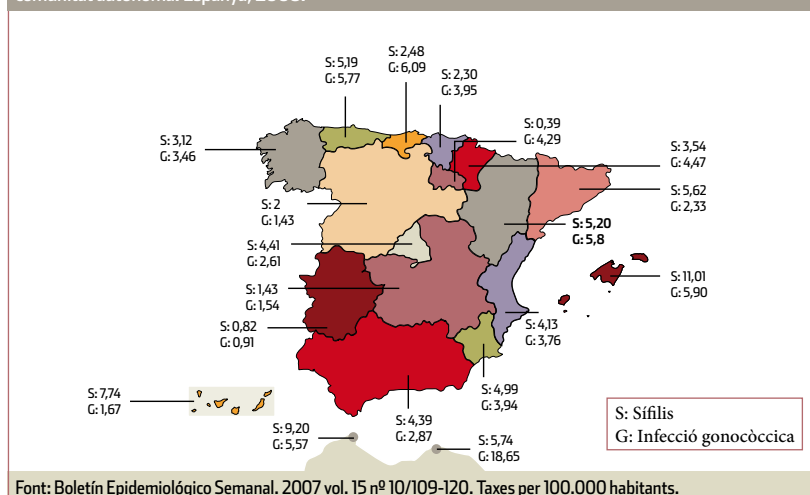 S: 5,19
G: 5,77
S: 2,48
G: 6,09
S: 2,30
G: 3,95
S: 0,39
G: 4,29
S: 3,12
G: 3,46
S: 3,54
G: 4,47
S: 5,62
G: 2,33
S: 2
G: 1,43
S: 5,20
G: 5,8
S: 4,41
G: 2,61
S: 11,01
G: 5,90
S: 1,43
G: 1,54
S: 0,82
G: 0,91
S: 4,13
G: 3,76
S: 7,74
G: 1,67
S: 4,99
G: 3,94
S: 4,39
G: 2,87
S: 9,20
G: 5,57
S: 5,74
G: 18,65
S: Sífilis
G: Infecció gonocòccica
Font: Boletín Epidemiológico Semanal. 2007 vol. 15 nº 10/109-120. Taxes per 100.000 habitants.